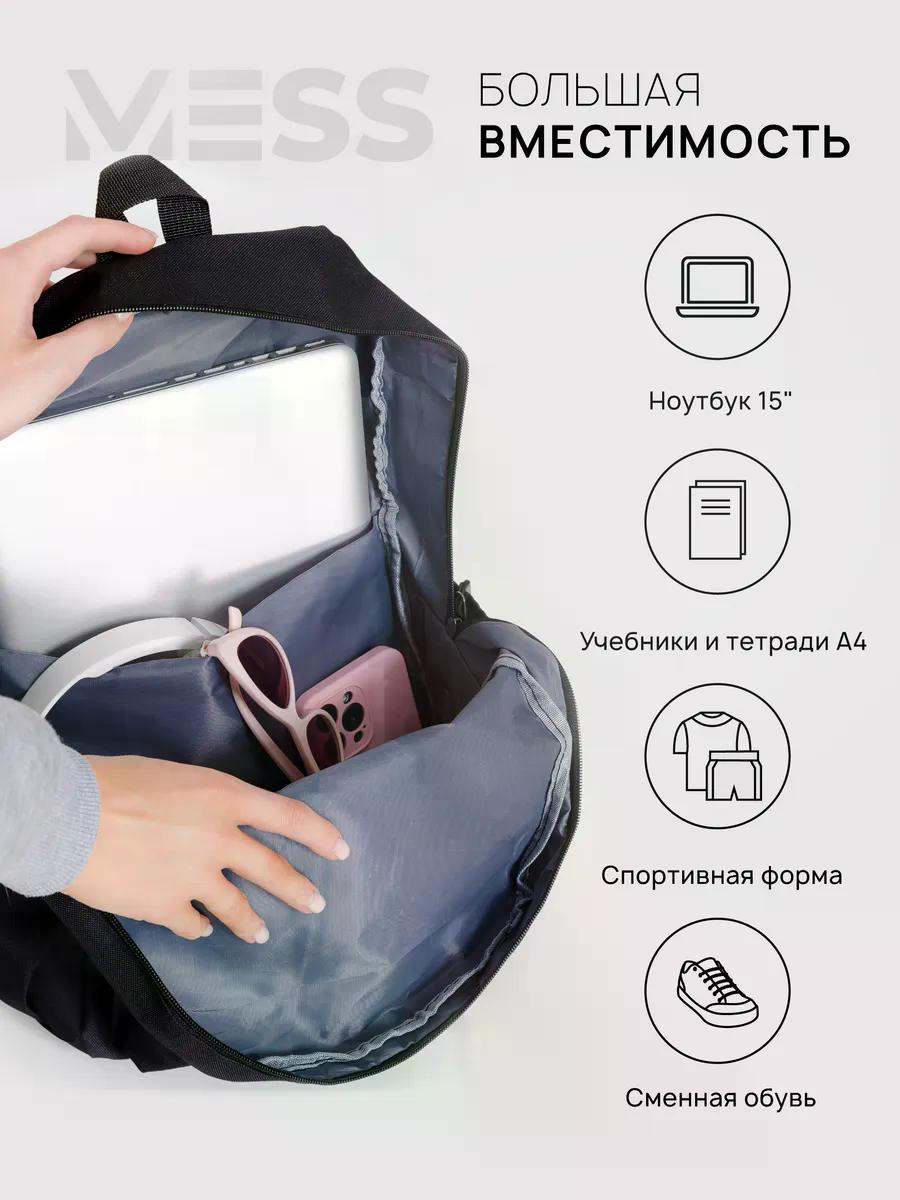 MESS
БОЛЬШАЯ
ВМЕСТИМОСТЬ
Ноутбук 15"
Учебники и тетради А4
Спортивная форма
Сменная обувь